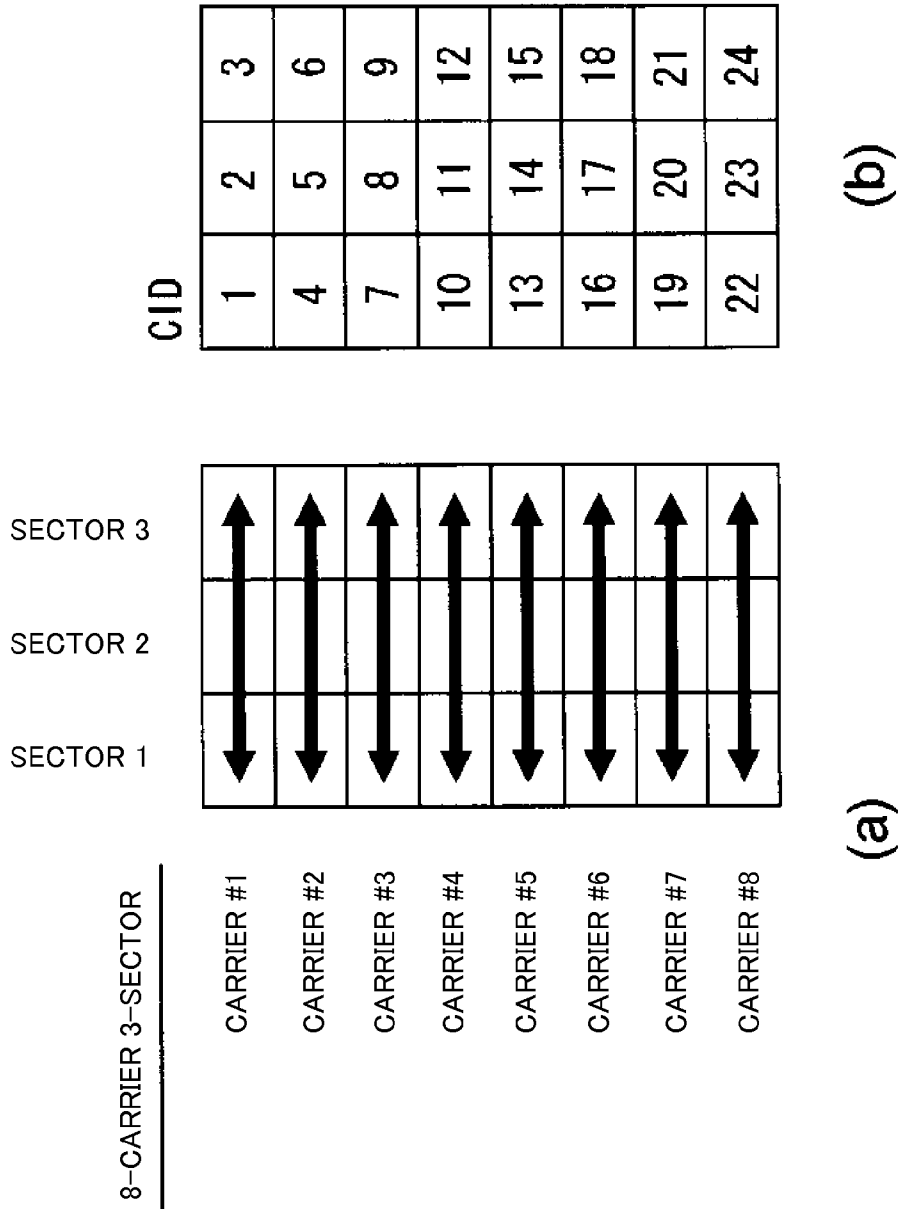 8-CARRIER 3-SECTOR
SECTOR 1 SECTOR 2 SECTOR 3
CARRIER #1
CARRIER #2
CARRIER #3
CARRIER #4
CARRIER #5
CARRIER #6
CARRIER #7
CARRIER #8
(a)
CID
1 2 3
4 5 6
7 8 9
10 11 12
13 14 15
16 17 18
19 20 21
22 23 24
(b)